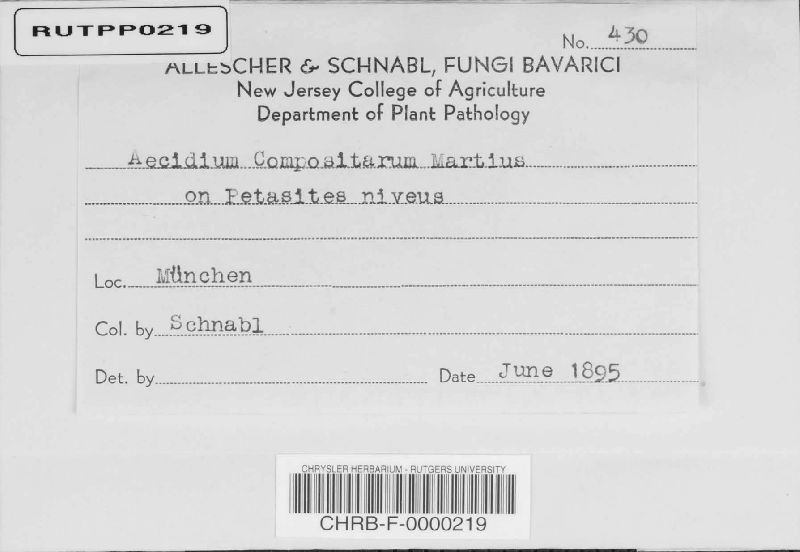 RUTPP0219
No. 430
ALLESCHER & SCHNABL, FUNGI BAVARICI
New Jersey College of Agriculture
Department of Plant Pathology
Aecidium Compositarum Martius
on Petasites niveus
Loc. München
Col. by Schnabl
Det. by
Date June 1895
CHRYSLER HERBARIUM - RUTGERS UNIVERSITY
CHRB-F-0000219